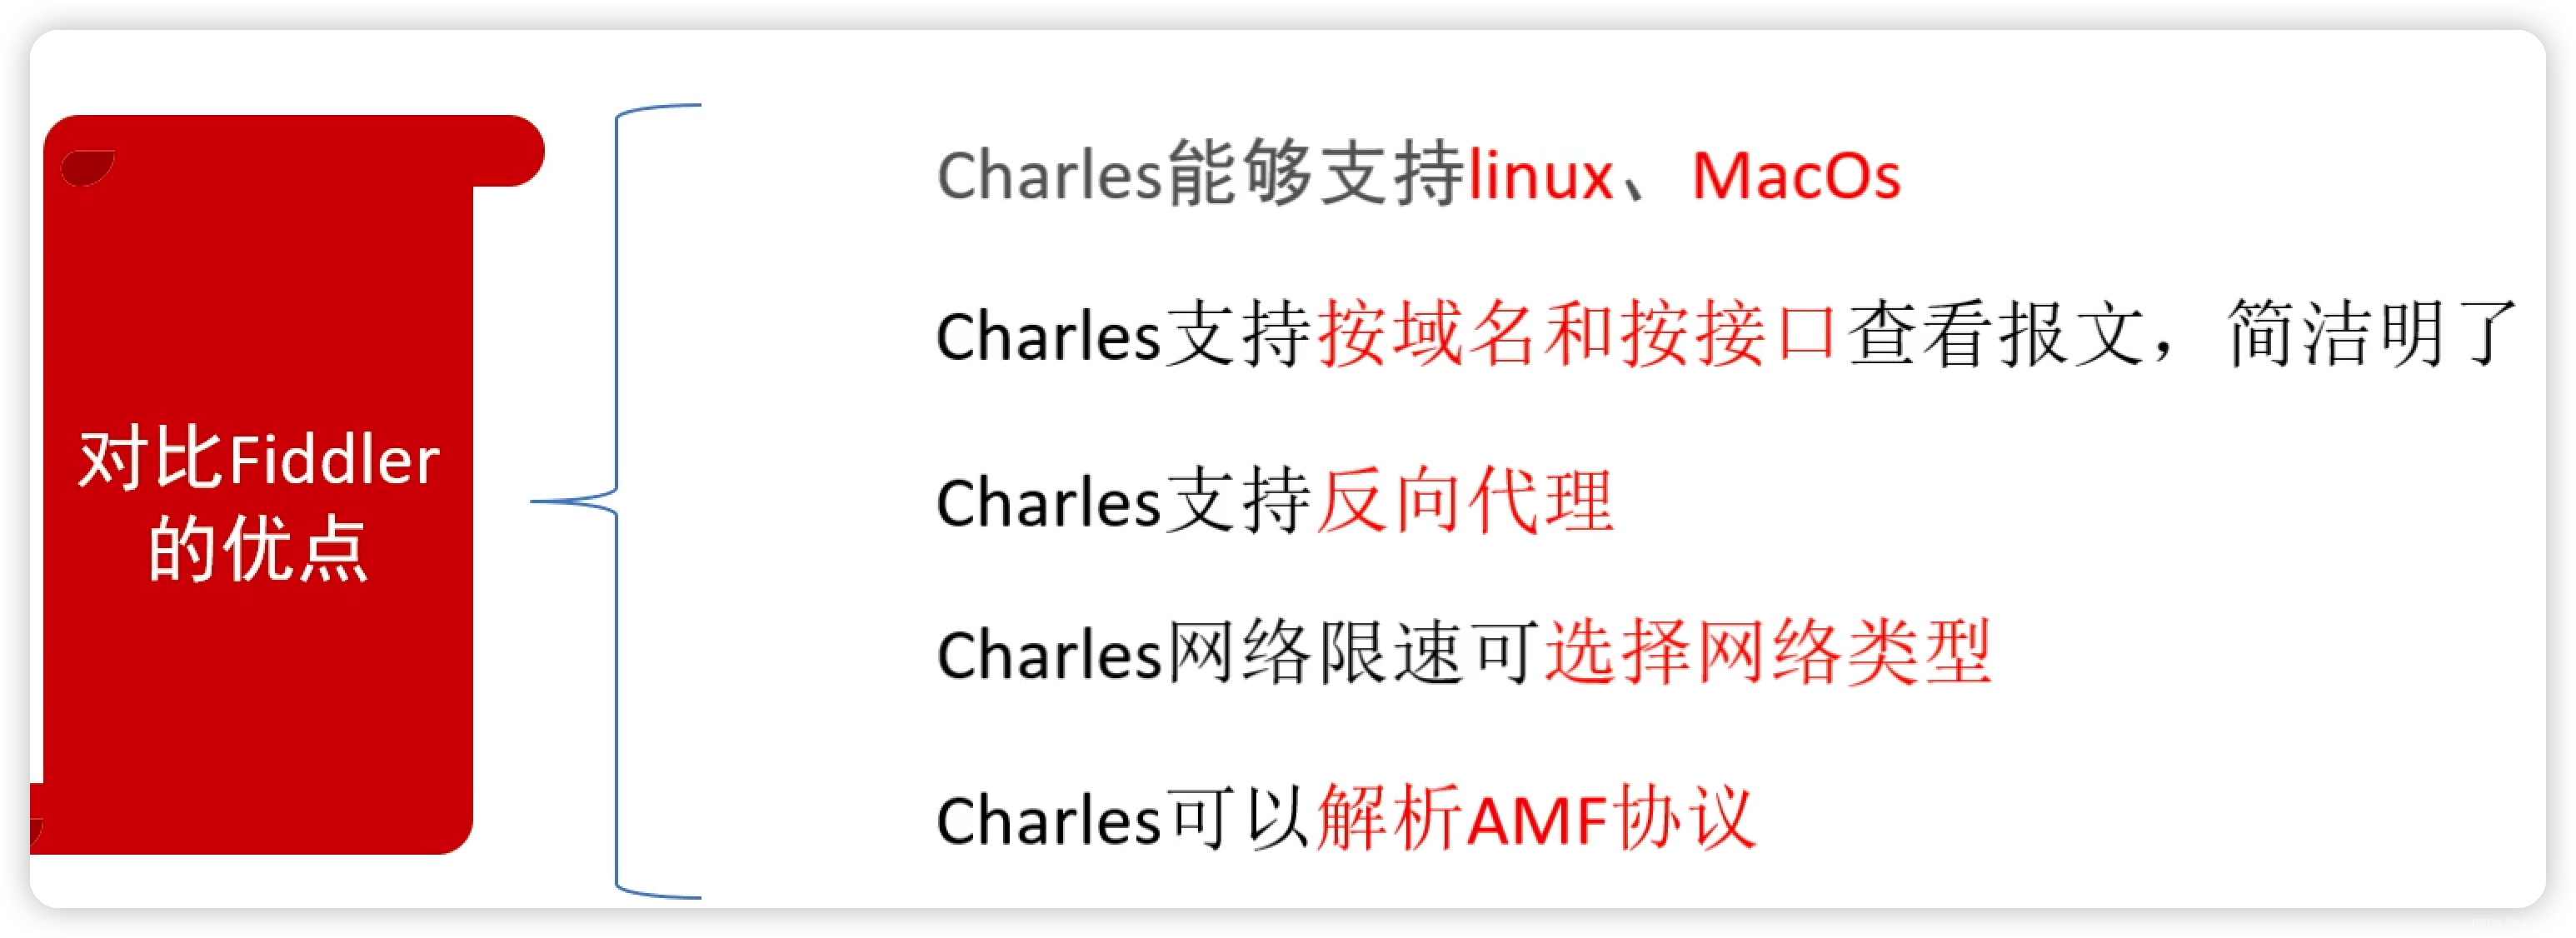 对比Fiddler
的优点
Charles能够支持linux、MacOs
Charles支持按域名和按接口查看报文，简洁明了
Charles支持反向代理
Charles网络限速可选择网络类型
Charles可以解析AMF协议